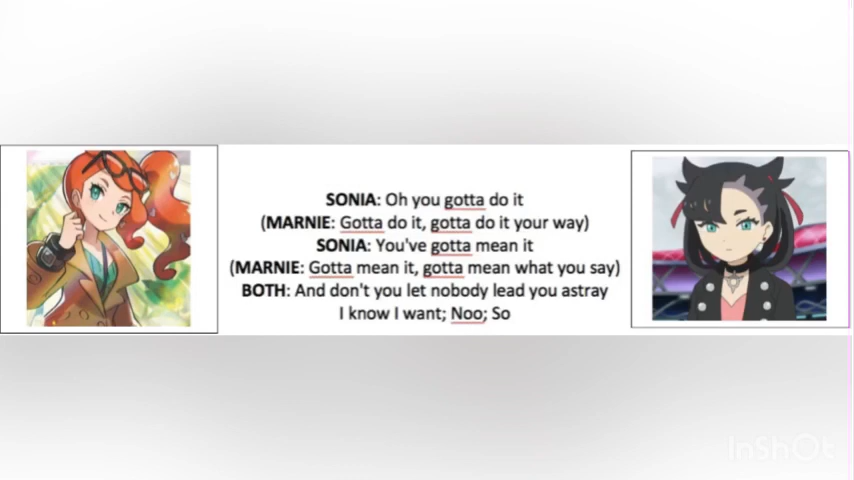 SONIA: Oh you gotta do it
(MARNIE: Gotta do it, gotta do it your way)
SONIA: You've gotta mean it
(MARNIE: Gotta mean it, gotta mean what you say)
BOTH: And don't you let nobody lead you astray
I know I want; Noo; So
InShOt